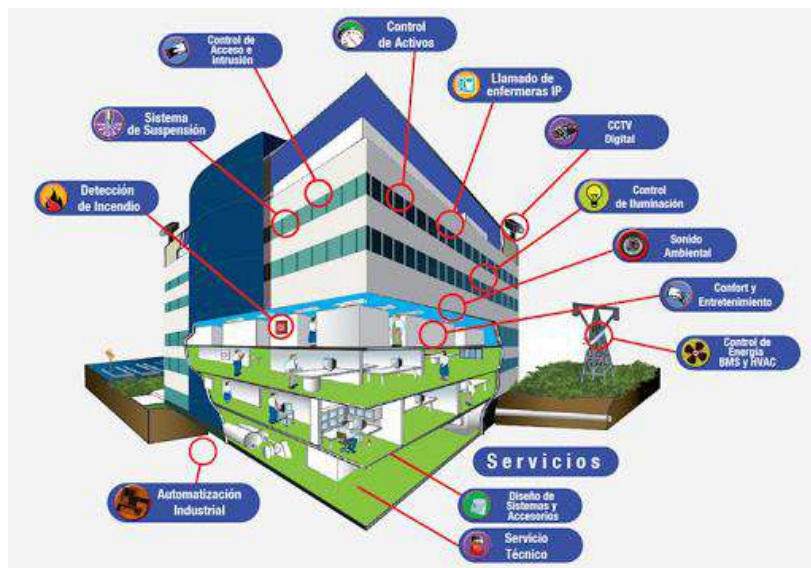 Control de
Acceso e
Intrusión
Control
de Activos
Llamado de
enfermeras IP
Sistema
de Suspensión
CCTV
Digital
Detección
de Incendio
Control
de Iluminación
Sonido
Ambiental
Confort y
Entretenimiento
Control de
Energía
BMS y HVAC
Servicios
Automatización
Industrial
Diseño de
Sistemas y
Accesorios
Servicio
Técnico